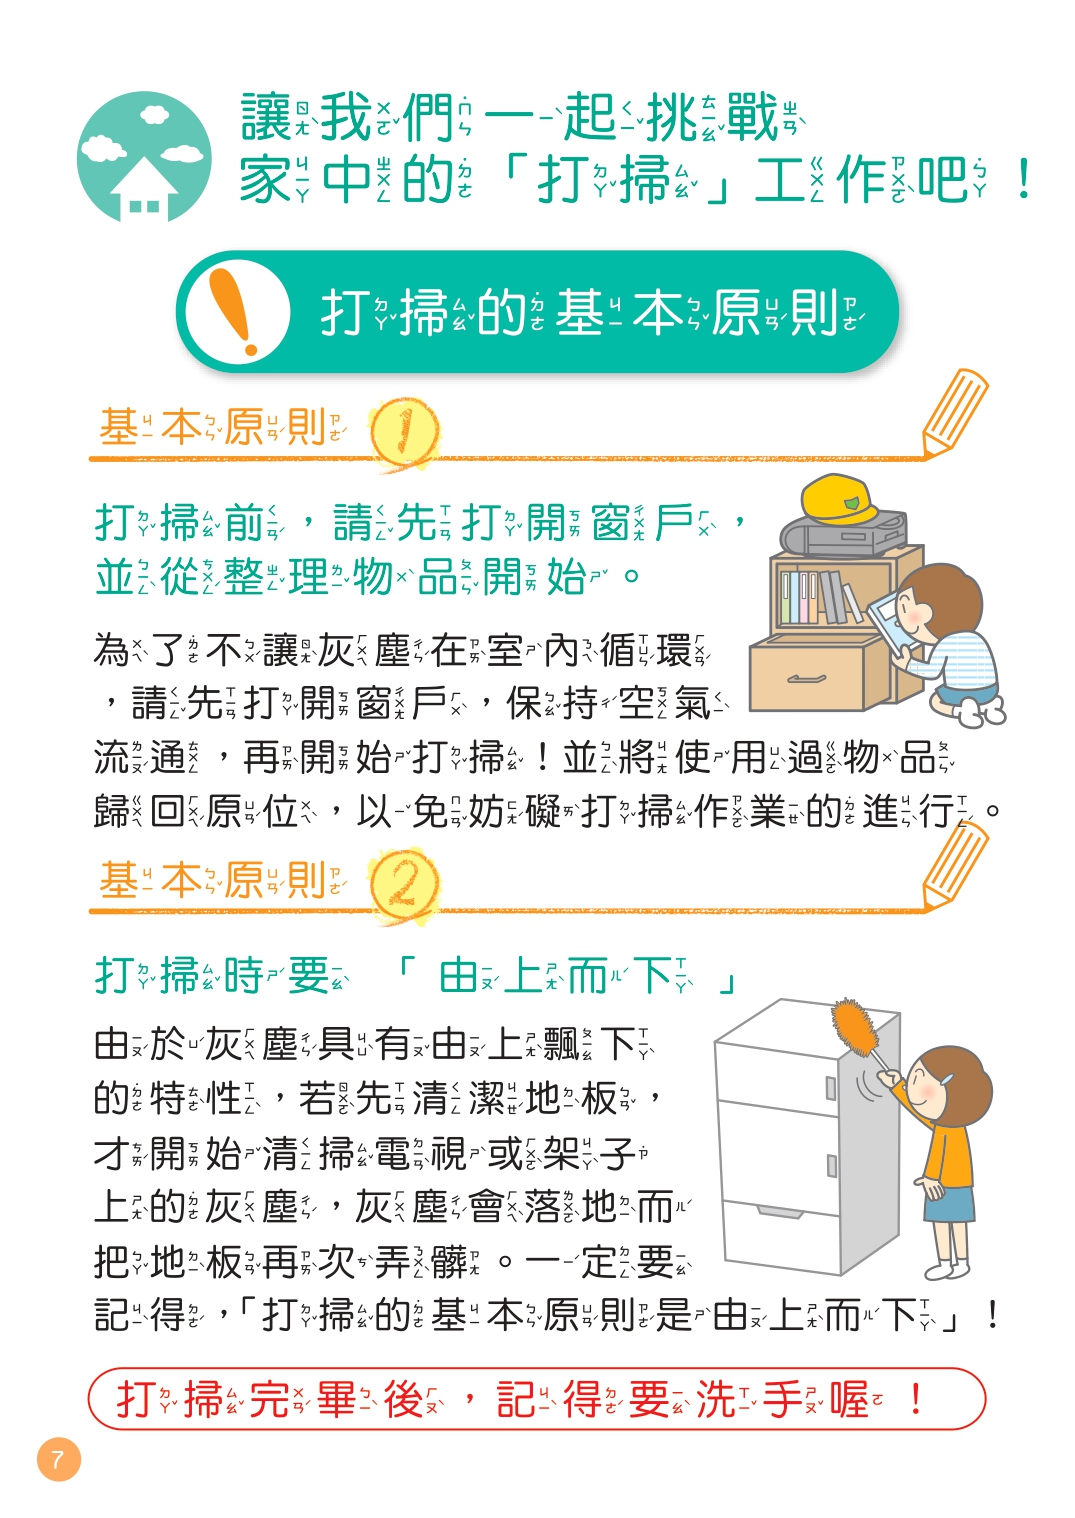 讓我們一起挑戰
家中的「打掃」工作吧！
打掃的基本原則
基本原則 1
打掃前，請先打開窗戶，
並從整理物品開始。
為了不讓灰塵在室內循環
，請先打開窗戶，保持空氣
流通，再開始打掃！並將使用過物品
歸回原位，以免妨礙打掃作業的進行。
基本原則 2
打掃時要「由上而下」
由於灰塵具有由上飄下
的特性，若先清潔地板，
才開始清掃電視或架子
上的灰塵，灰塵會落地而
把地板再次弄髒。一定要
記得，「打掃的基本原則是由上而下」！
打掃完畢後，記得要洗手喔！
7